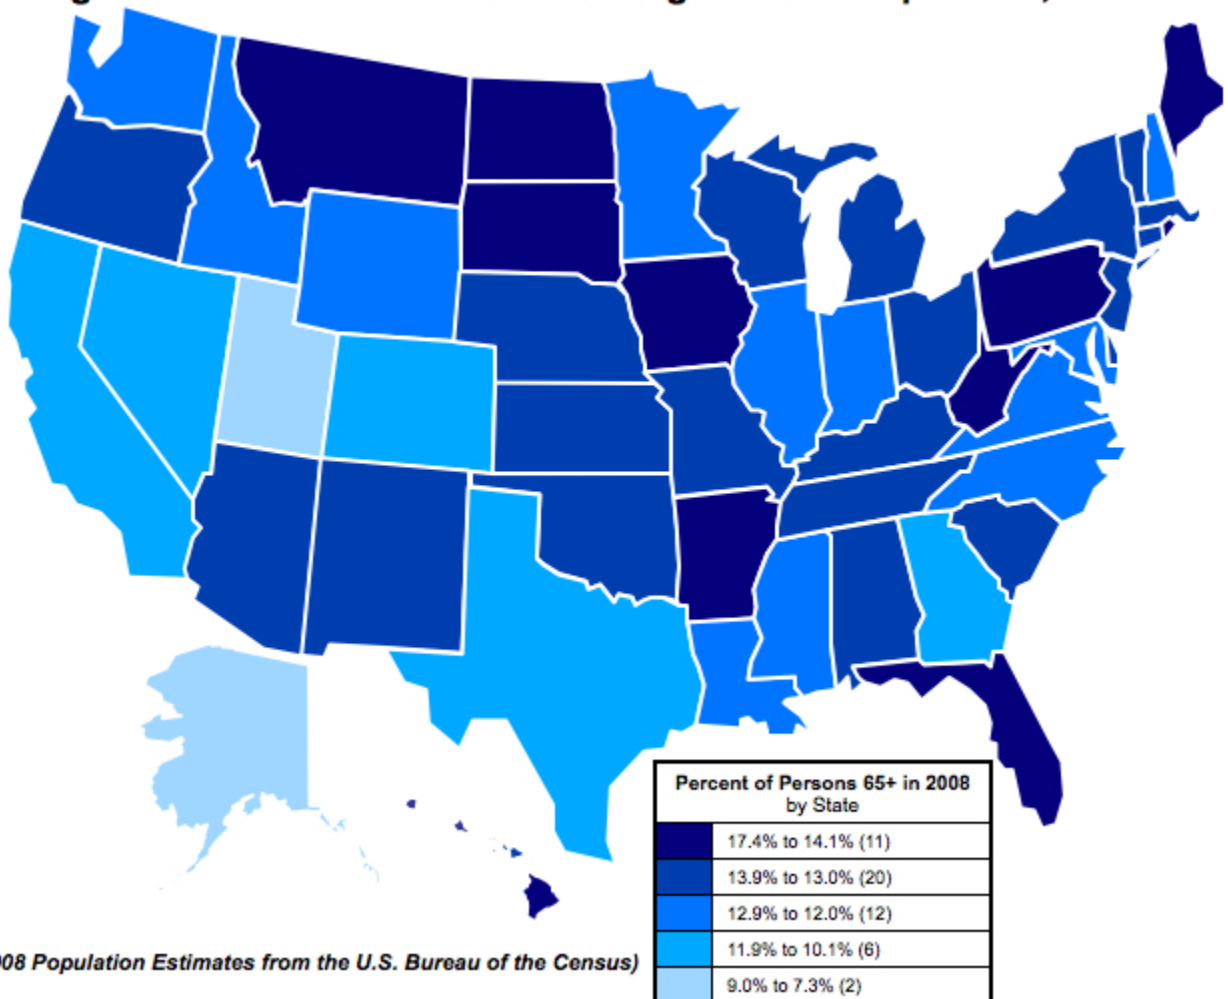 08 Population Estimates from the U.S. Bureau of the Census)
Percent of Persons 65+ in 2008
by State
17.4% to 14.1% (11)
13.9% to 13.0% (20)
12.9% to 12.0% (12)
11.9% to 10.1% (6)
9.0% to 7.3% (2)